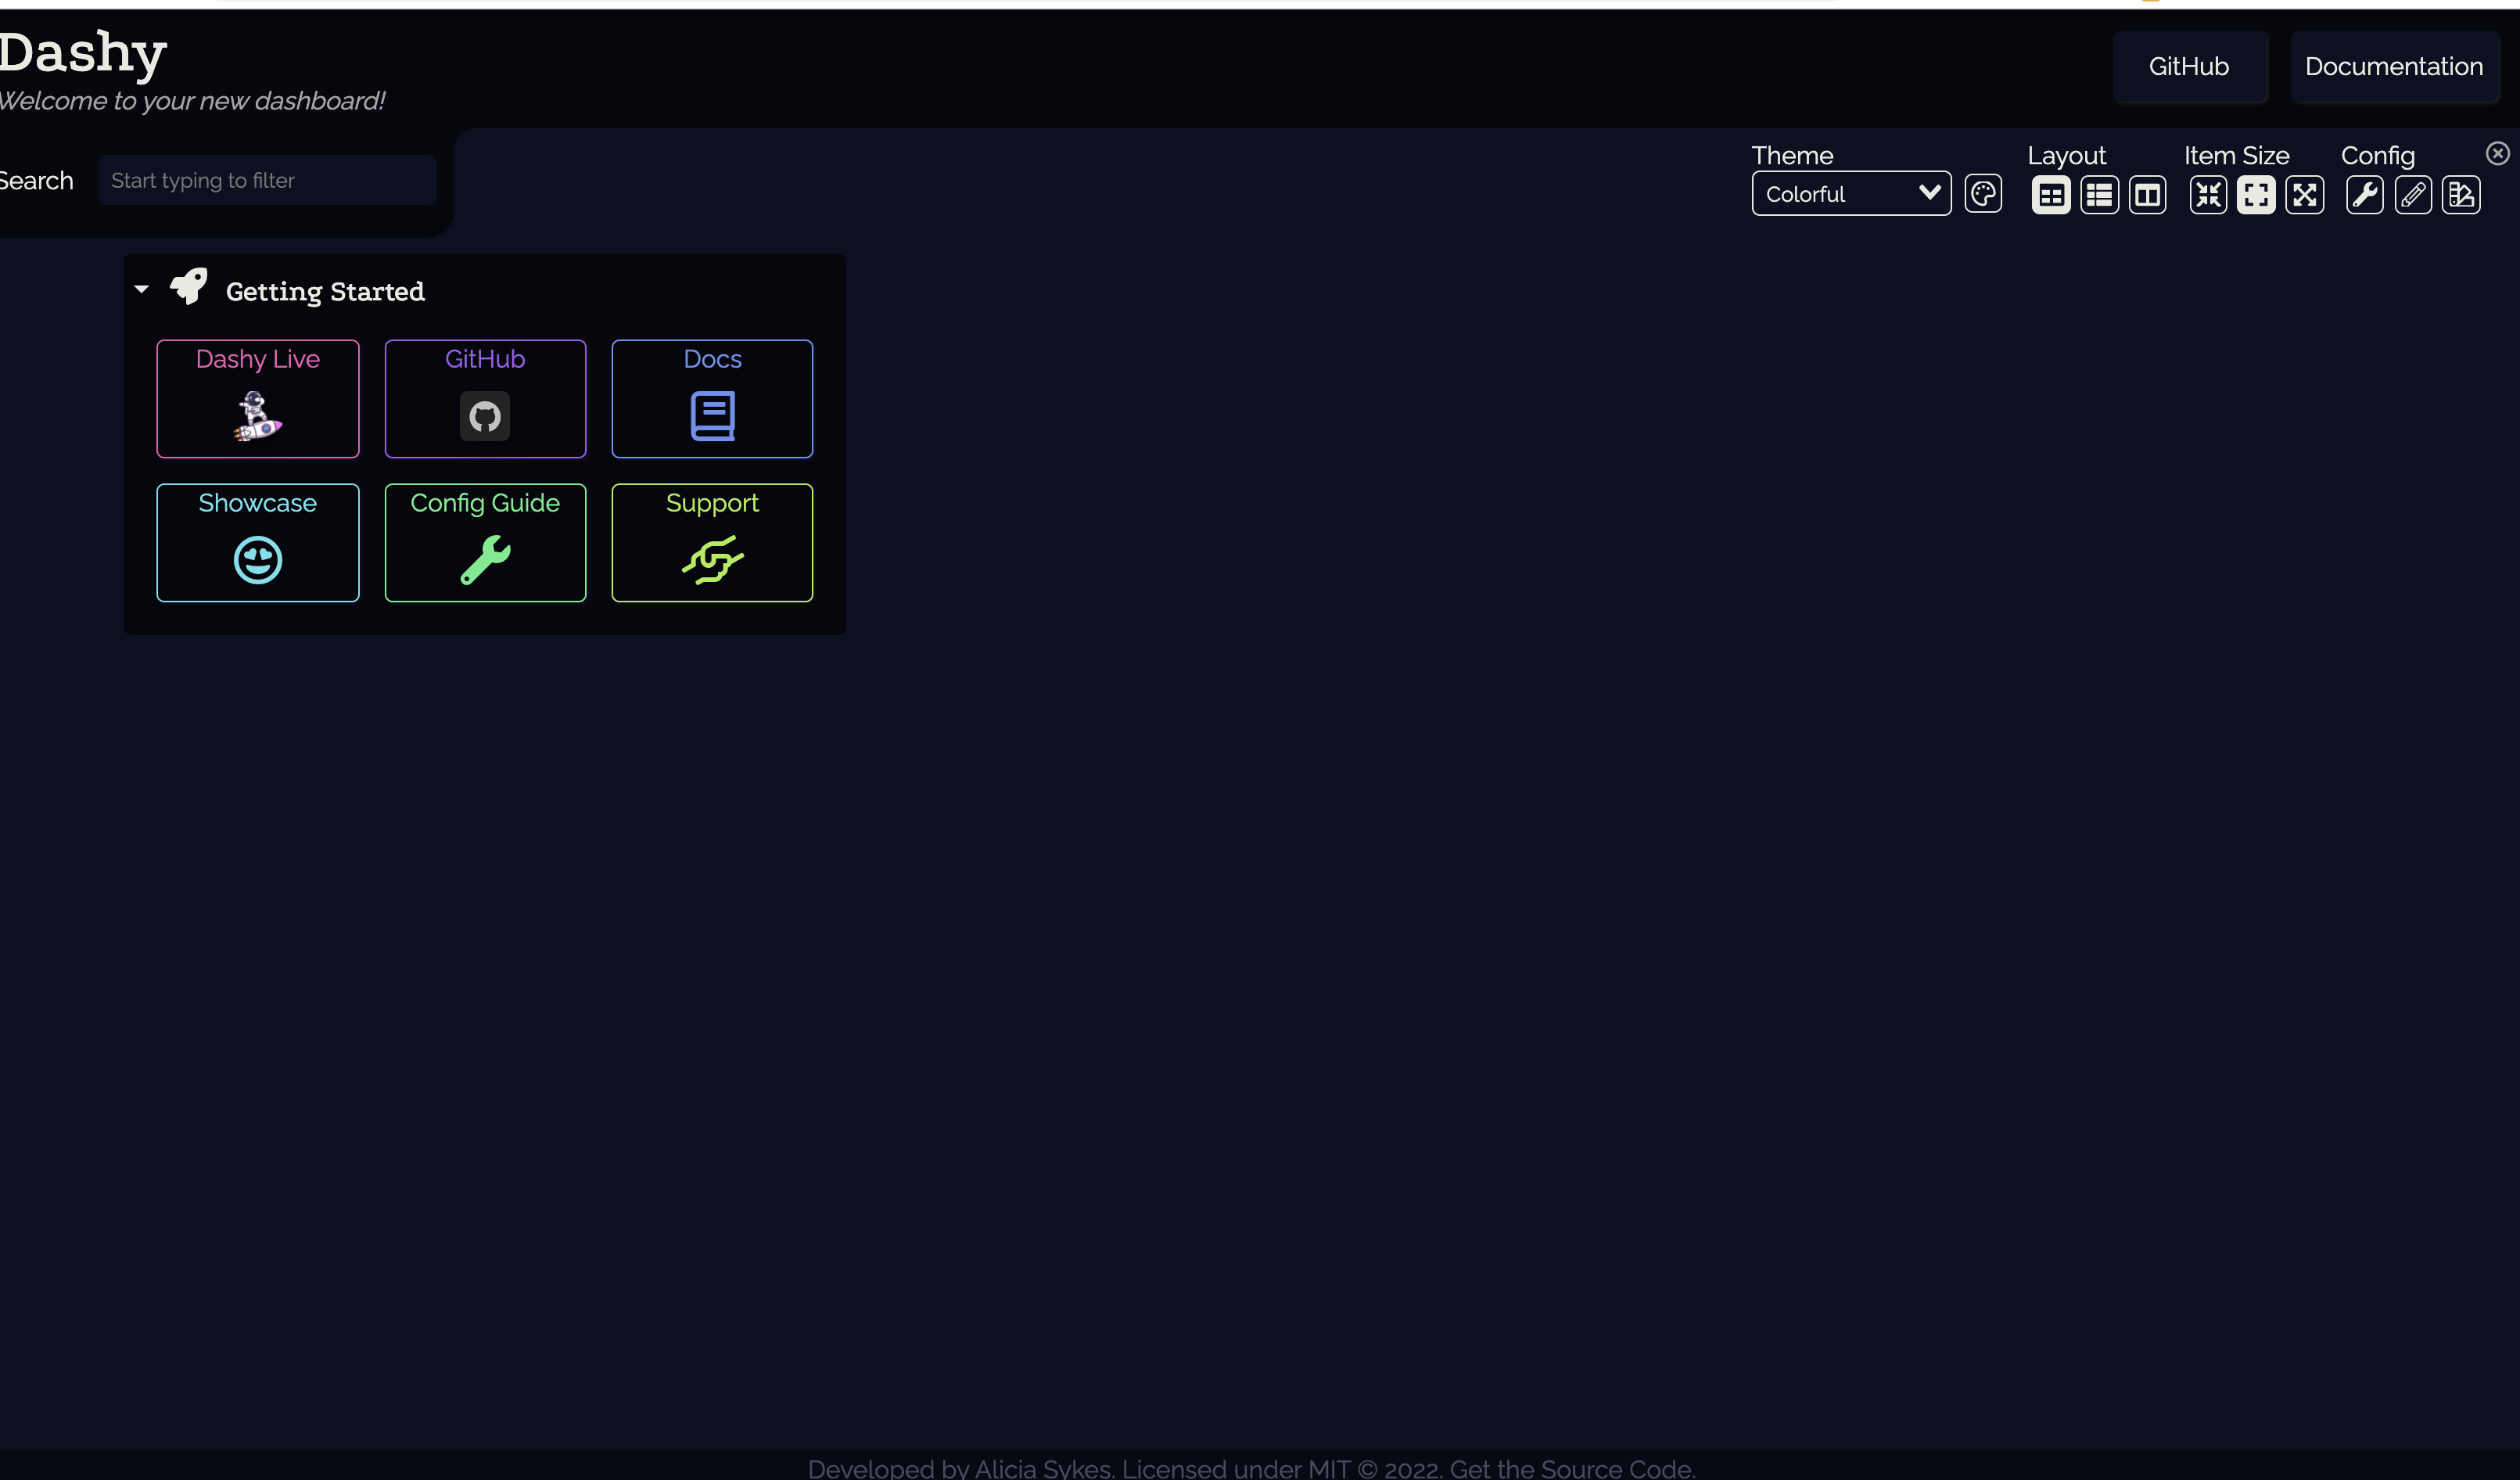 Dashy
Welcome to your new dashboard!
GitHub
Documentation
Search
Start typing to filter
Theme
Colorful
Layout
Item Size
Config
Getting Started
Dashy Live
GitHub
Docs
Showcase
Config Guide
Support
Developed by Alicia Sykes. Licensed under MIT © 2022. Get the Source Code.